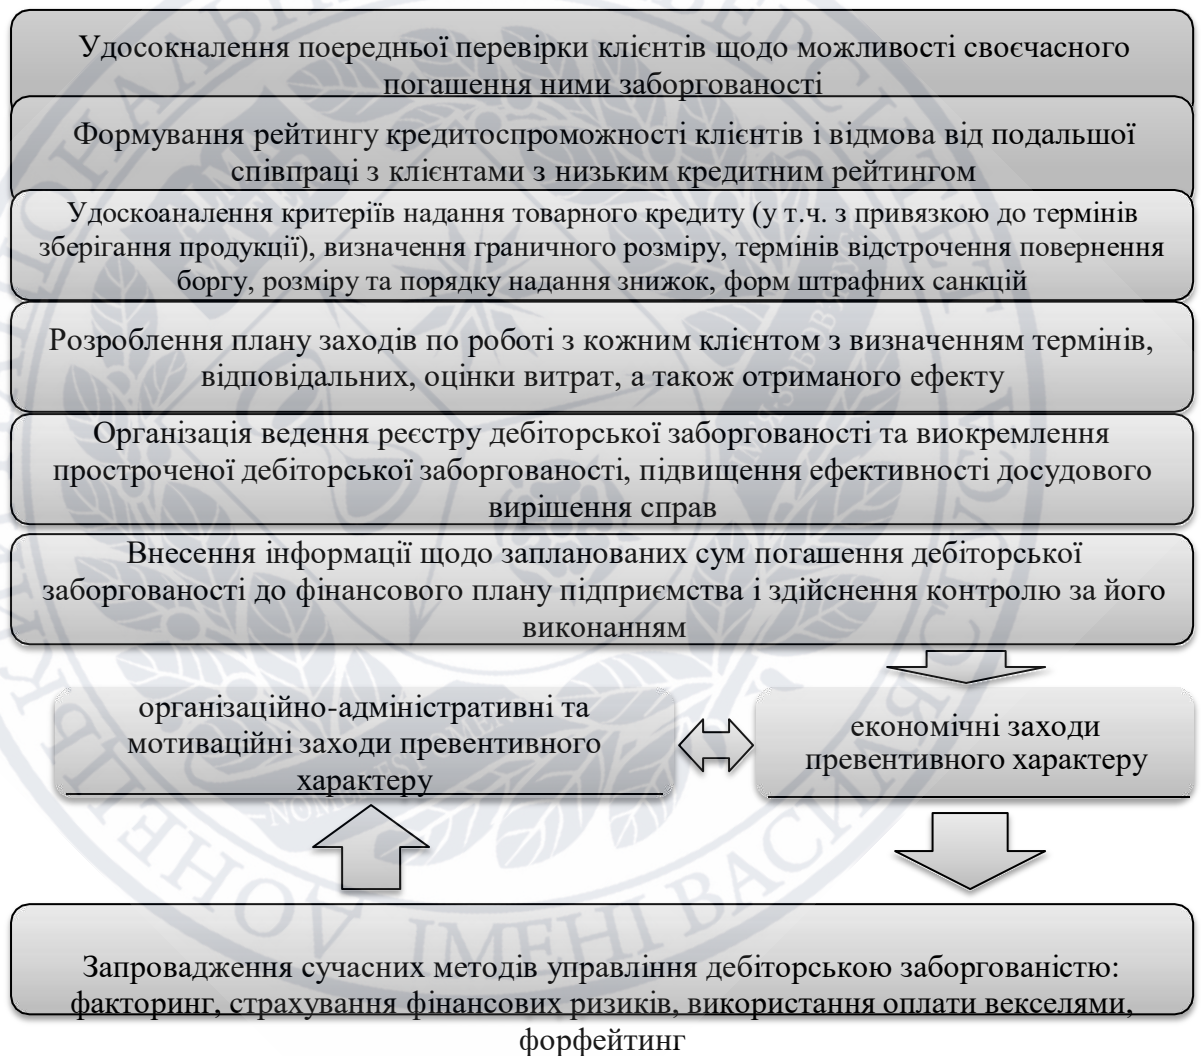 Удосокналення поередньої перевірки клієнтів щодо можливості своєчасного
погашення ними заборгованості
Формування рейтингу кредитоспроможності клієнтів і відмова від подальшої
співпраці з клієнтами з низьким кредитним рейтингом
Удоскоаналення критеріїв надання товарного кредиту (у т.ч. з привязкою до термінів
зберігання продукції), визначення граничного розміру, термінів відстрочення повернення
боргу, розміру та порядку надання знижок, форм штрафних санкцій
Розроблення плану заходів по роботі з кожним клієнтом з визначенням термінів,
відповідальних, оцінки витрат, а також отриманого ефекту
Організація ведення реєстру дебіторської заборгованості та виокремлення
простроченої дебіторської заборгованості, підвищення ефективності досудового
вирішення справ
Внесення інформації щодо запланованих сум погашення дебіторської
заборгованості до фінансового плану підприємства і здійснення контролю за його
виконанням
організаційно-адміністративні та
мотиваційні заходи превентивного
характеру
економічні заходи
превентивного характеру
Запровадження сучасних методів управління дебіторською заборгованістю:
факторинг, страхування фінансових ризиків, використання оплати векселями,
форфейтинг
ІМЕНІ ВАСИЛЯ